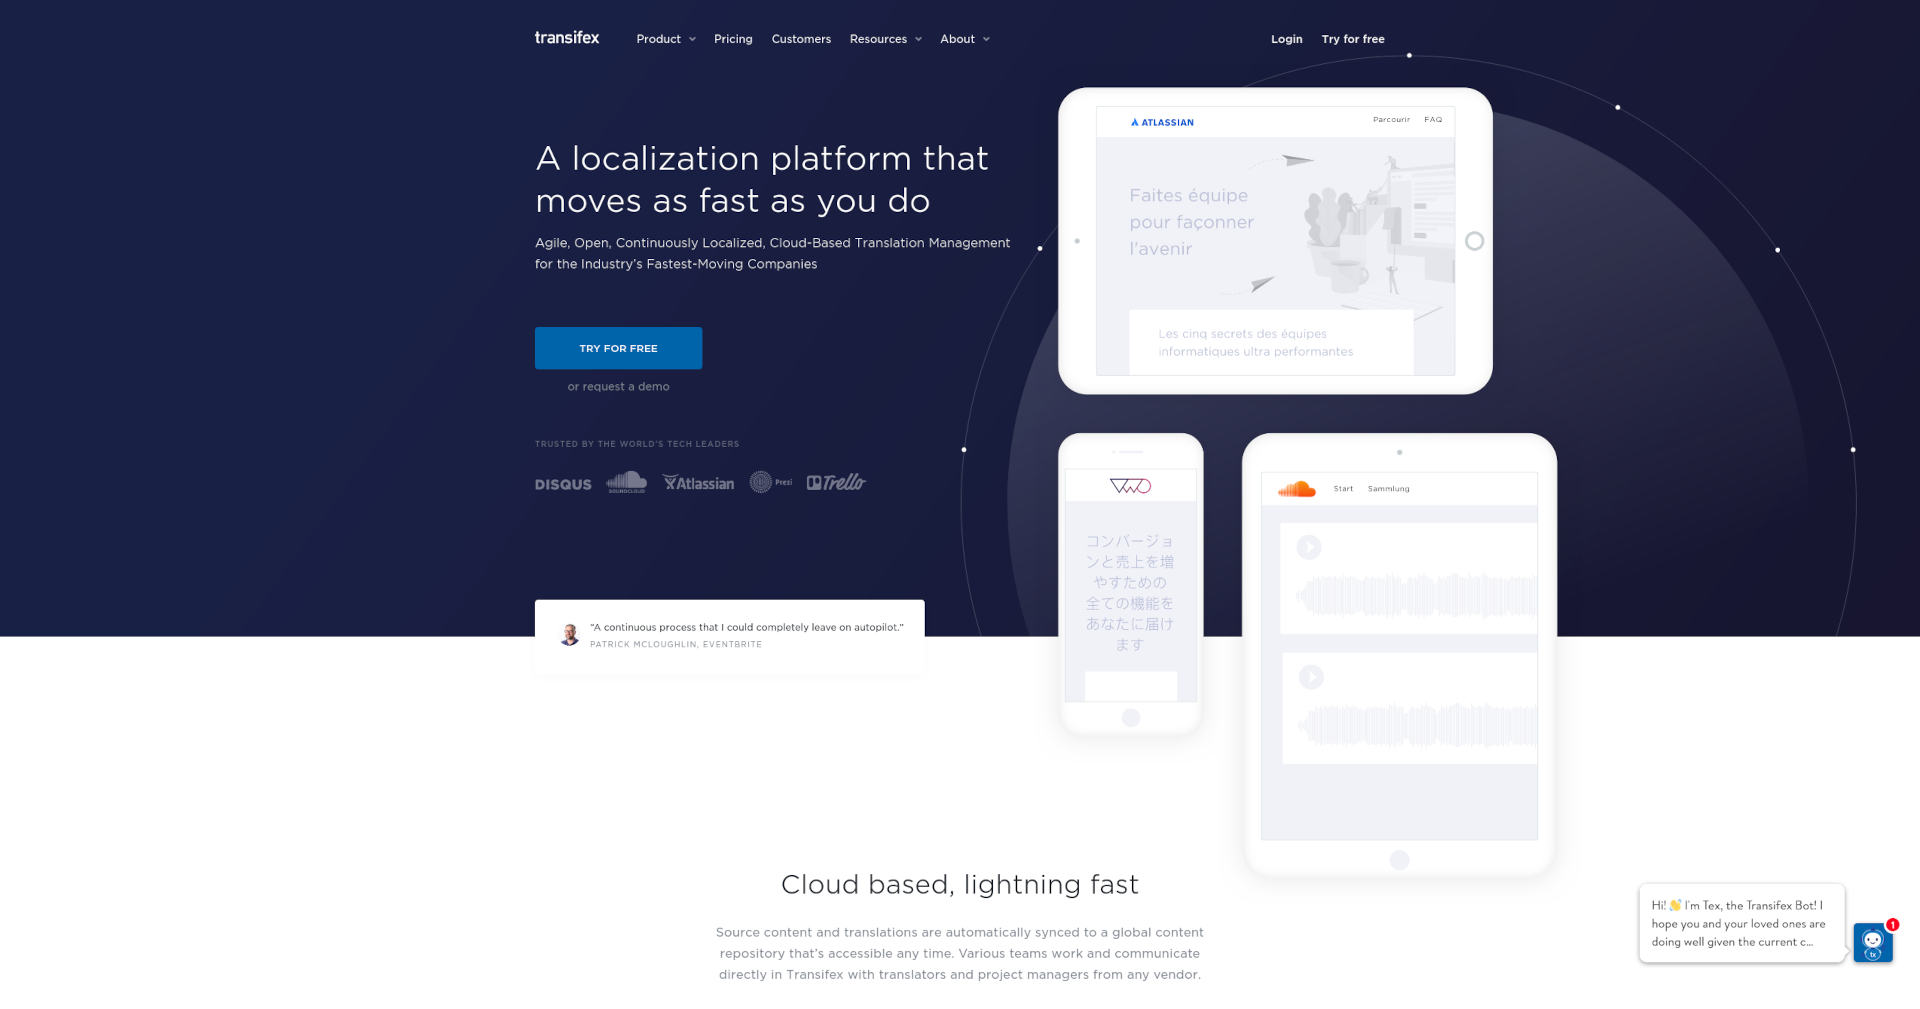 transifex
Product
Pricing
Customers
Resources
About
Login
Try for free
A localization platform that
moves as fast as you do
Agile, Open, Continuously Localized, Cloud-Based Translation Management
for the Industry’s Fastest-Moving Companies
TRY FOR FREE
or request a demo
TRUSTED BY THE WORLD'S TECH LEADERS
DISQUS
SOUNDCLOUD
Atlassian
Prezi
Trello
“A continuous process that I could completely leave on autopilot.”
PATRICK MCLOUGHLIN, EVENTBRITE
ATLASSIAN
Parcourir
FAQ
Faites équipe
pour façonner
l'avenir
Les cinq secrets des équipes
informatiques ultra performantes
VWO
コンバージョ
ンと売上を増
やすための
全ての機能を
あなたに届け
ます
Start
Sammlung
Cloud based, lightning fast
Source content and translations are automatically synced to a global content
repository that’s accessible any time. Various teams work and communicate
directly in Transifex with translators and project managers from any vendor.
Hi! 👋 I'm Tex, the Transifex Bot! I
hope you and your loved ones are
doing well given the current c...
1
tx